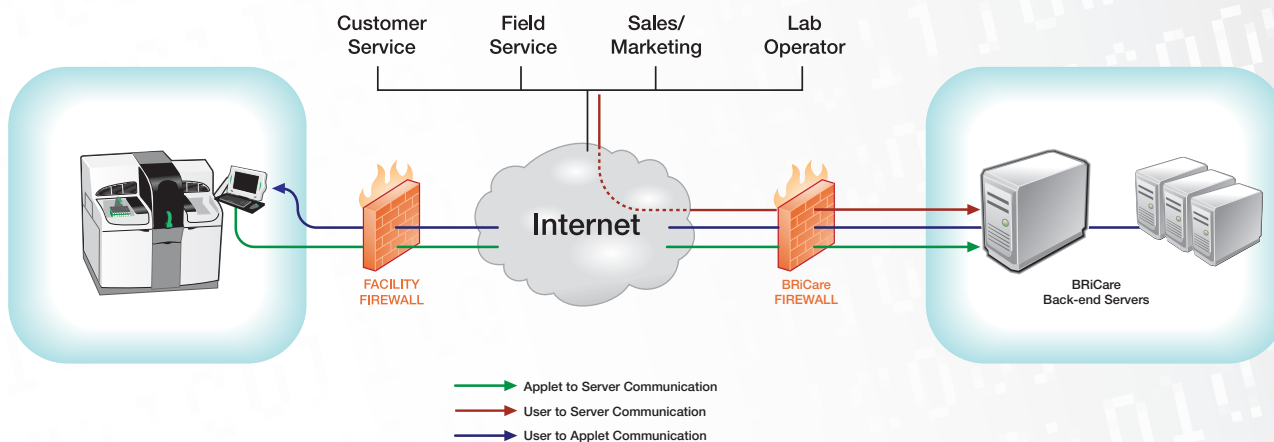 Customer
Service
Field
Service
Sales/
Marketing
Lab
Operator
Internet
FACILITY
FIREWALL
BRiCare
FIREWALL
BRiCare
Back-end Servers
Applet to Server Communication
User to Server Communication
User to Applet Communication